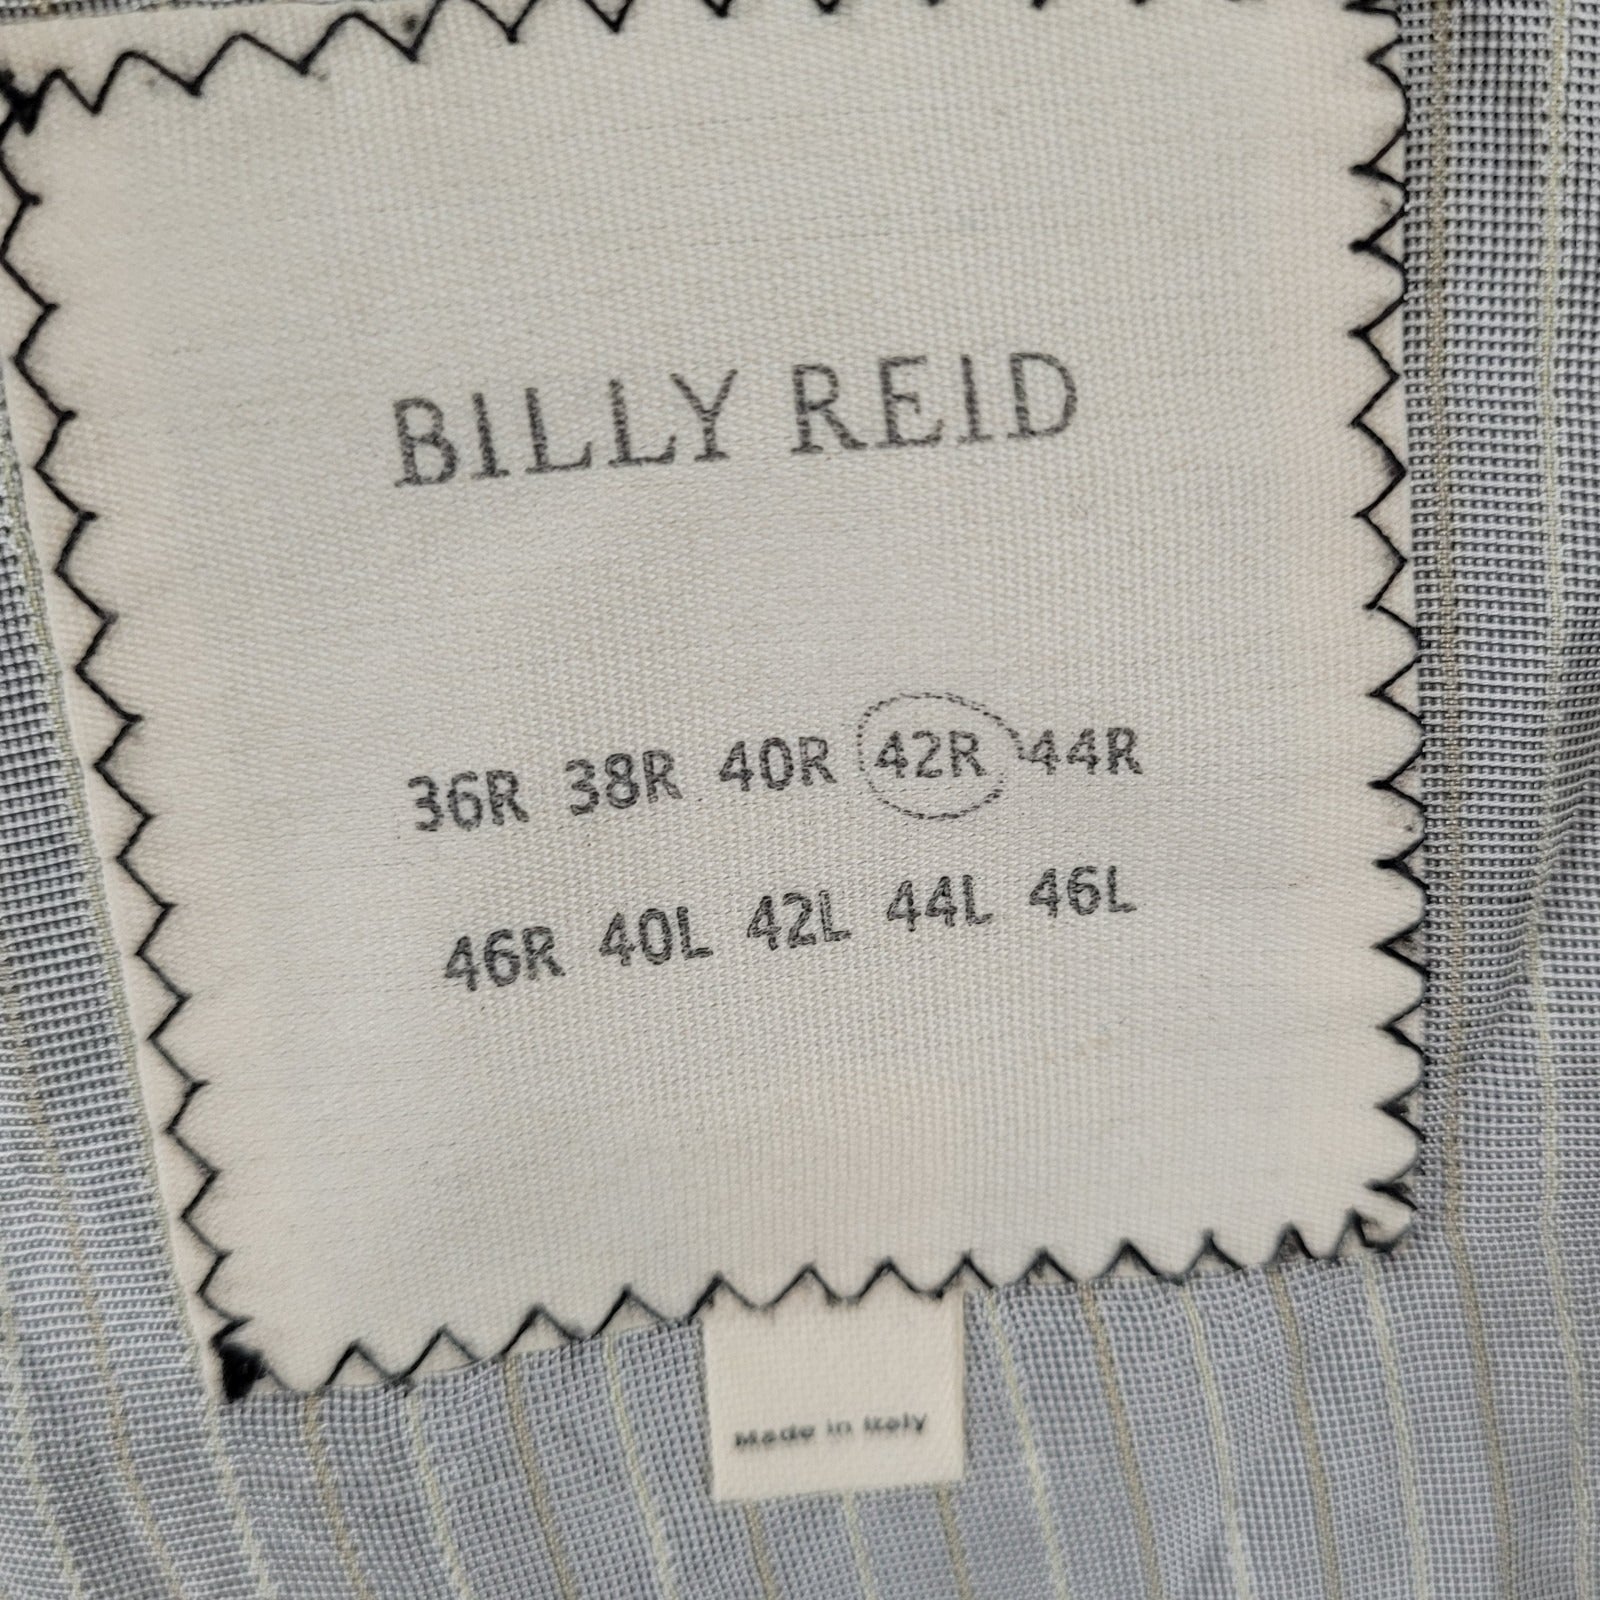 BILLY REID
36R 38R 40R 42R 44R
46R 40L 42L 44L 46L
Made in Italy